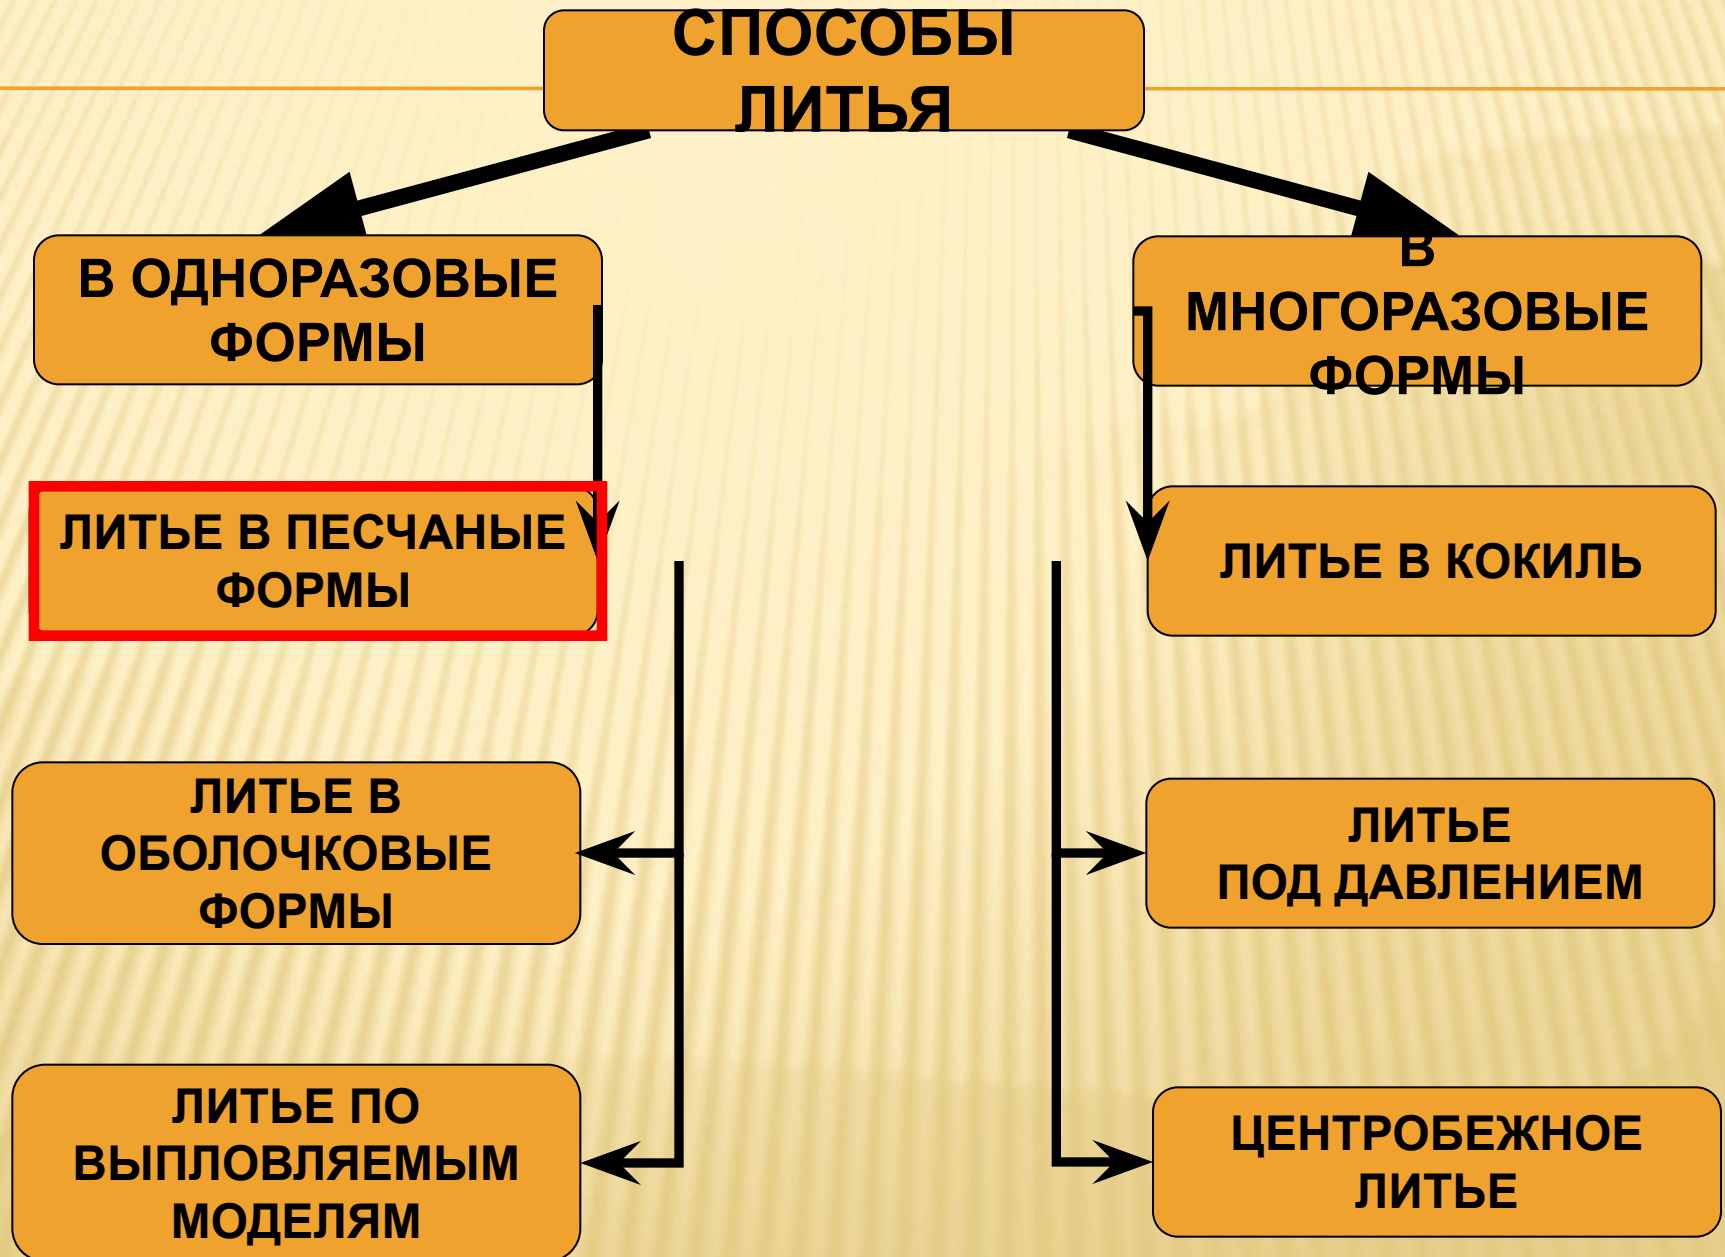 СПОСОБЫ
ЛИТЬЯ
В ОДНОРАЗОВЫЕ
ФОРМЫ
В
МНОГОРАЗОВЫЕ
ФОРМЫ
ЛИТЬЕ В ПЕСЧАНЫЕ
ФОРМЫ
ЛИТЬЕ В КОКИЛЬ
ЛИТЬЕ В
ОБОЛОЧКОВЫЕ
ФОРМЫ
ЛИТЬЕ
ПОД ДАВЛЕНИЕМ
ЛИТЬЕ ПО
ВЫПЛОВЛЯЕМЫМ
МОДЕЛЯМ
ЦЕНТРОБЕЖНОЕ
ЛИТЬЕ